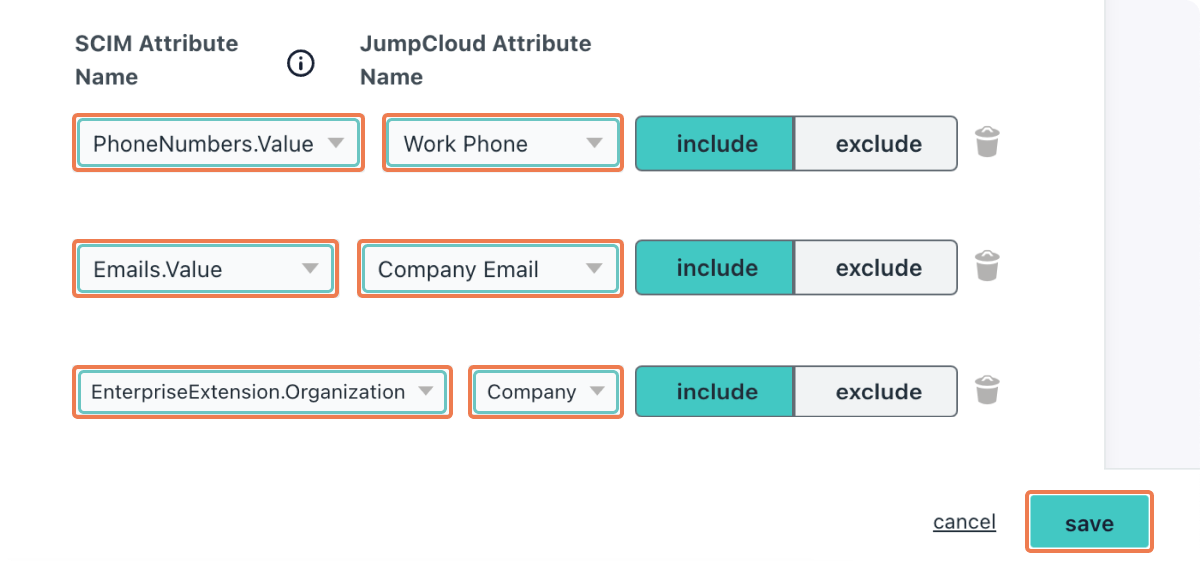 SCIM Attribute
Name
JumpCloud Attribute
Name
PhoneNumbers.Value Work Phone include exclude
Emails.Value Company Email include exclude
EnterpriseExtension.Organization Company include exclude
cancel save